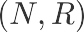 (N, R)